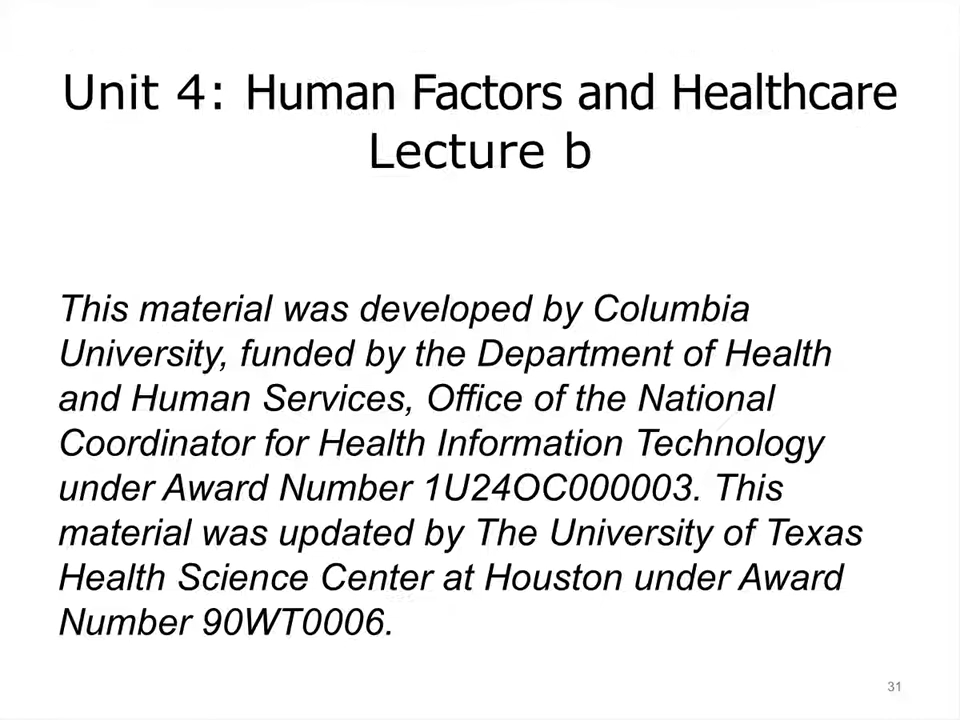 Unit 4: Human Factors and Healthcare
Lecture b
This material was developed by Columbia
University, funded by the Department of Health
and Human Services, Office of the National
Coordinator for Health Information Technology
under Award Number 1U24OC000003. This
material was updated by The University of Texas
Health Science Center at Houston under Award
Number 90WT0006.
31